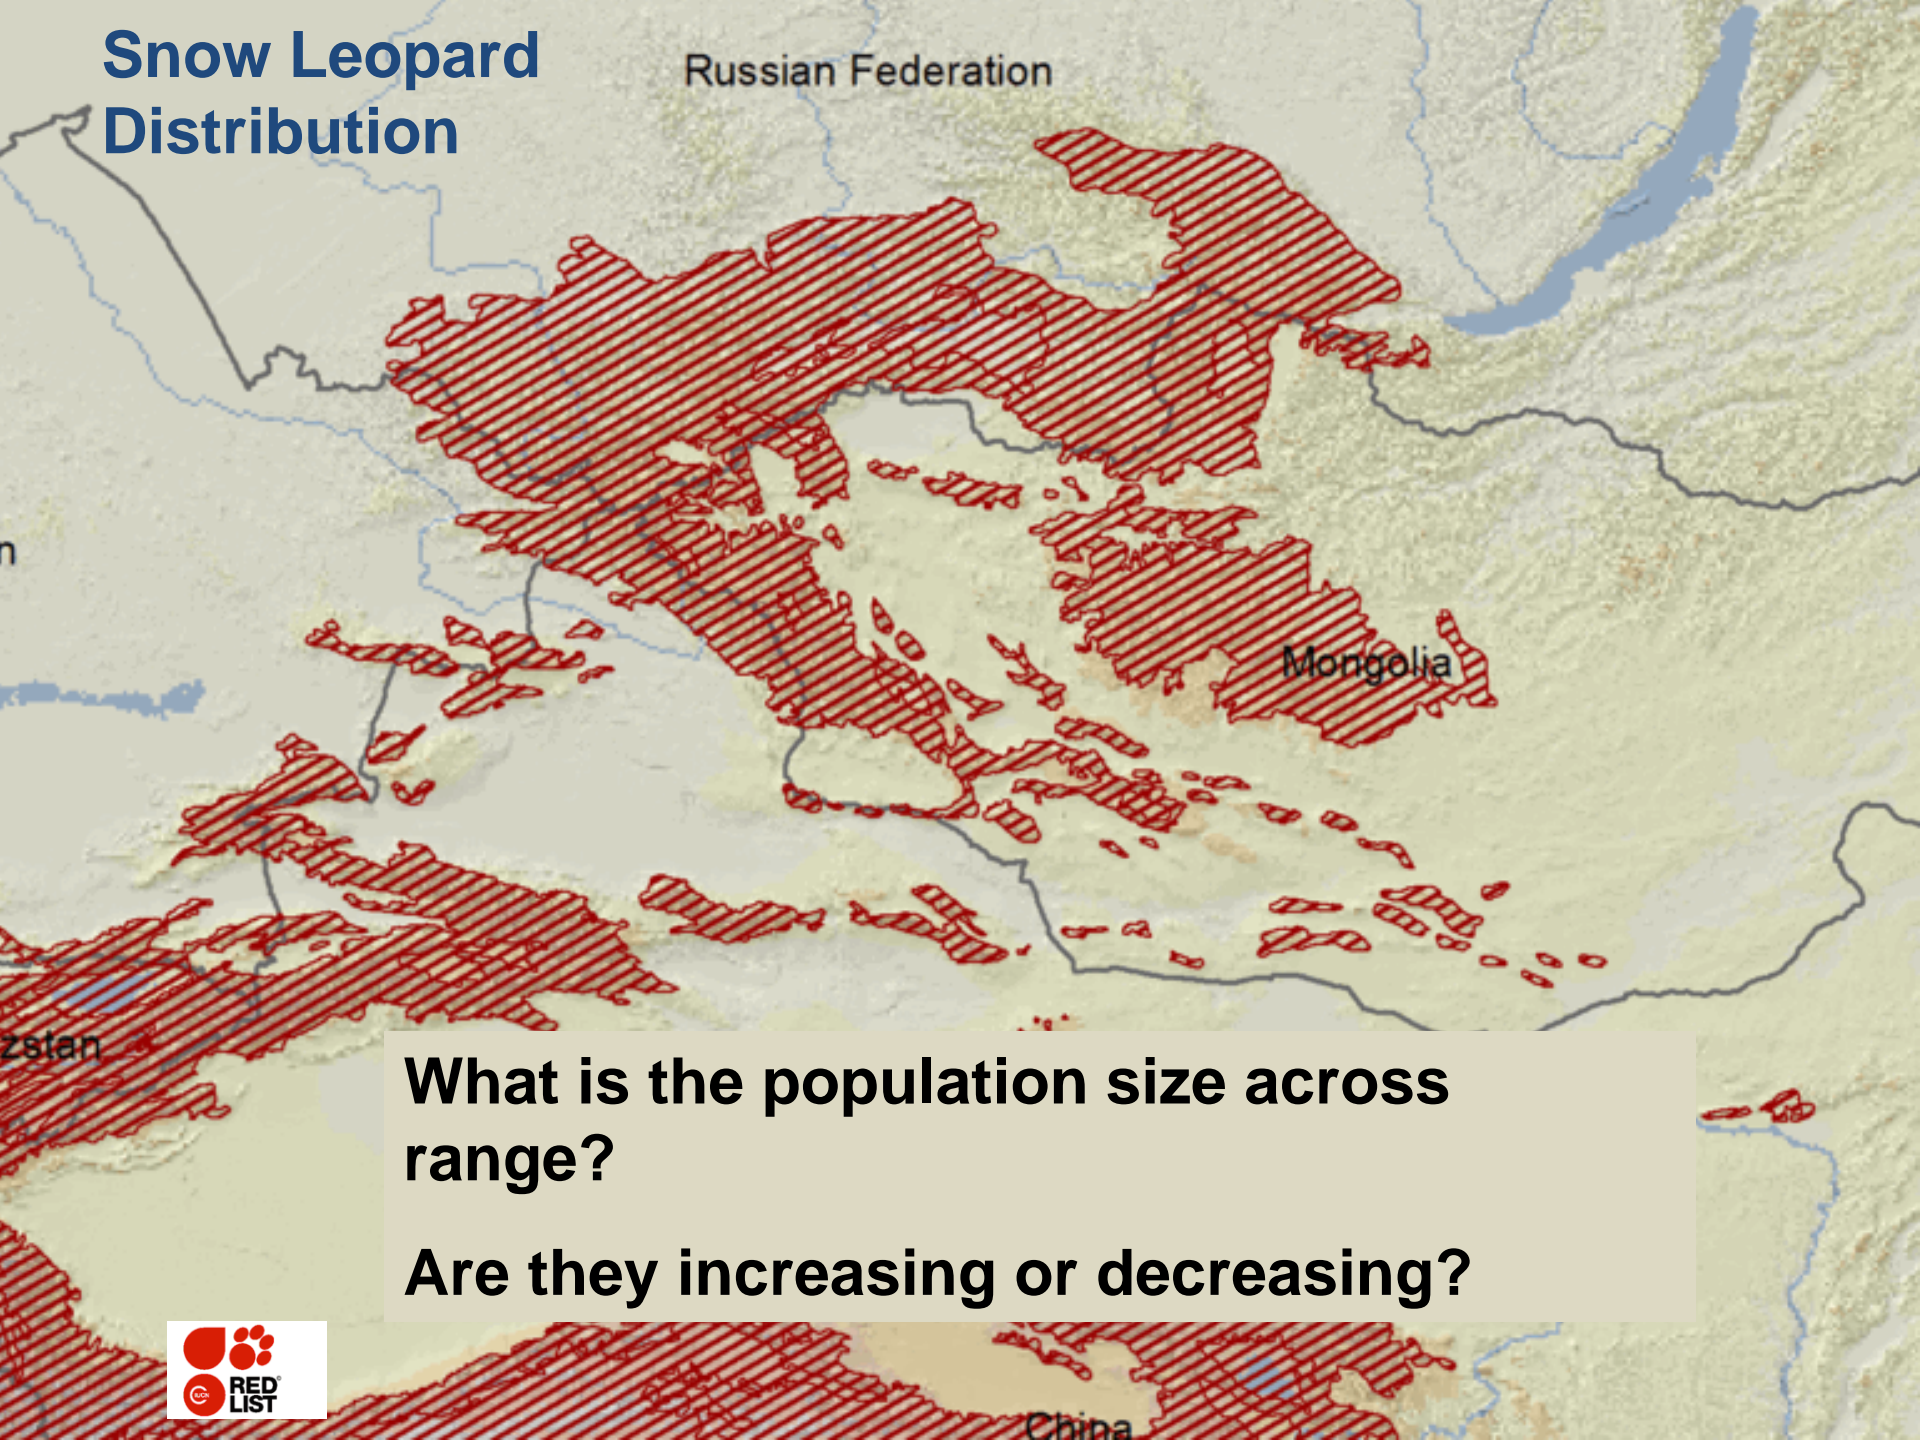 Snow Leopard
Distribution
Russian Federation
n
Mongolia
zstan
What is the population size across
range?
Are they increasing or decreasing?
IUCN
RED
LIST
China